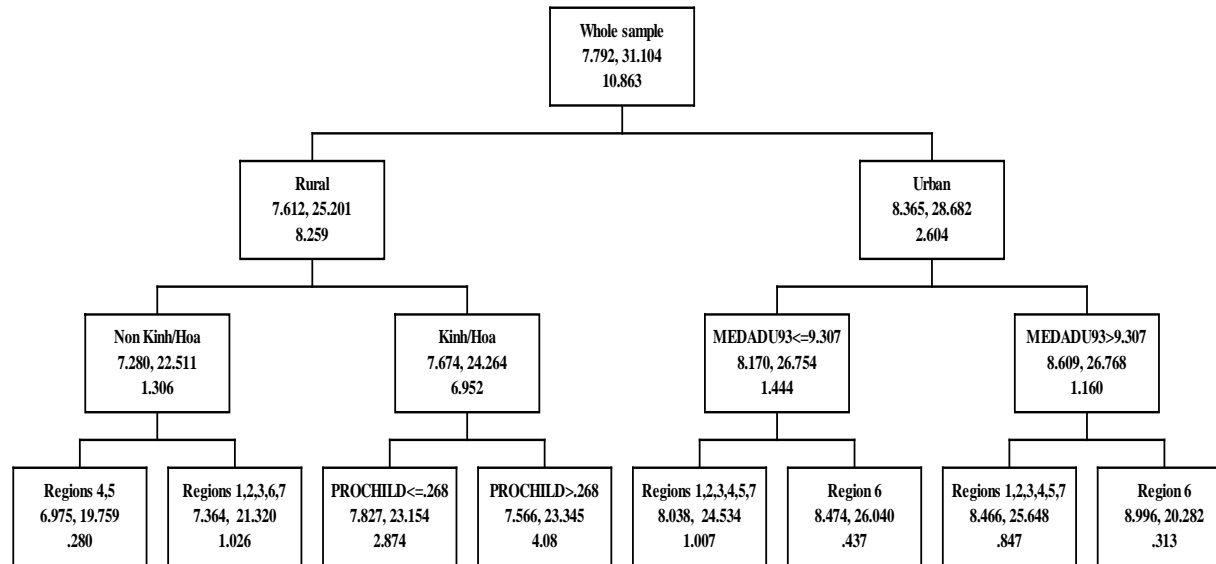 Whole sample
7.792, 31.104
10.863
Rural
7.612, 25.201
8.259
Urban
8.365, 28.682
2.604
Non Kinh/Hoa
7.280, 22.511
1.306
Kinh/Hoa
7.674, 24.264
6.952
MEDADU93<=9.307
8.170, 26.754
1.444
MEDADU93>9.307
8.609, 26.768
1.160
Regions 4,5
6.975, 19.759
.280
Regions 1,2,3,6,7
7.364, 21.320
1.026
PROCHILD<=.268
7.827, 23.154
2.874
PROCHILD>.268
7.566, 23.345
4.08
Regions 1,2,3,4,5,7
8.038, 24.534
1.007
Region 6
8.474, 26.040
.437
Regions 1,2,3,4,5,7
8.466, 25.648
.847
Region 6
8.996, 20.282
.313